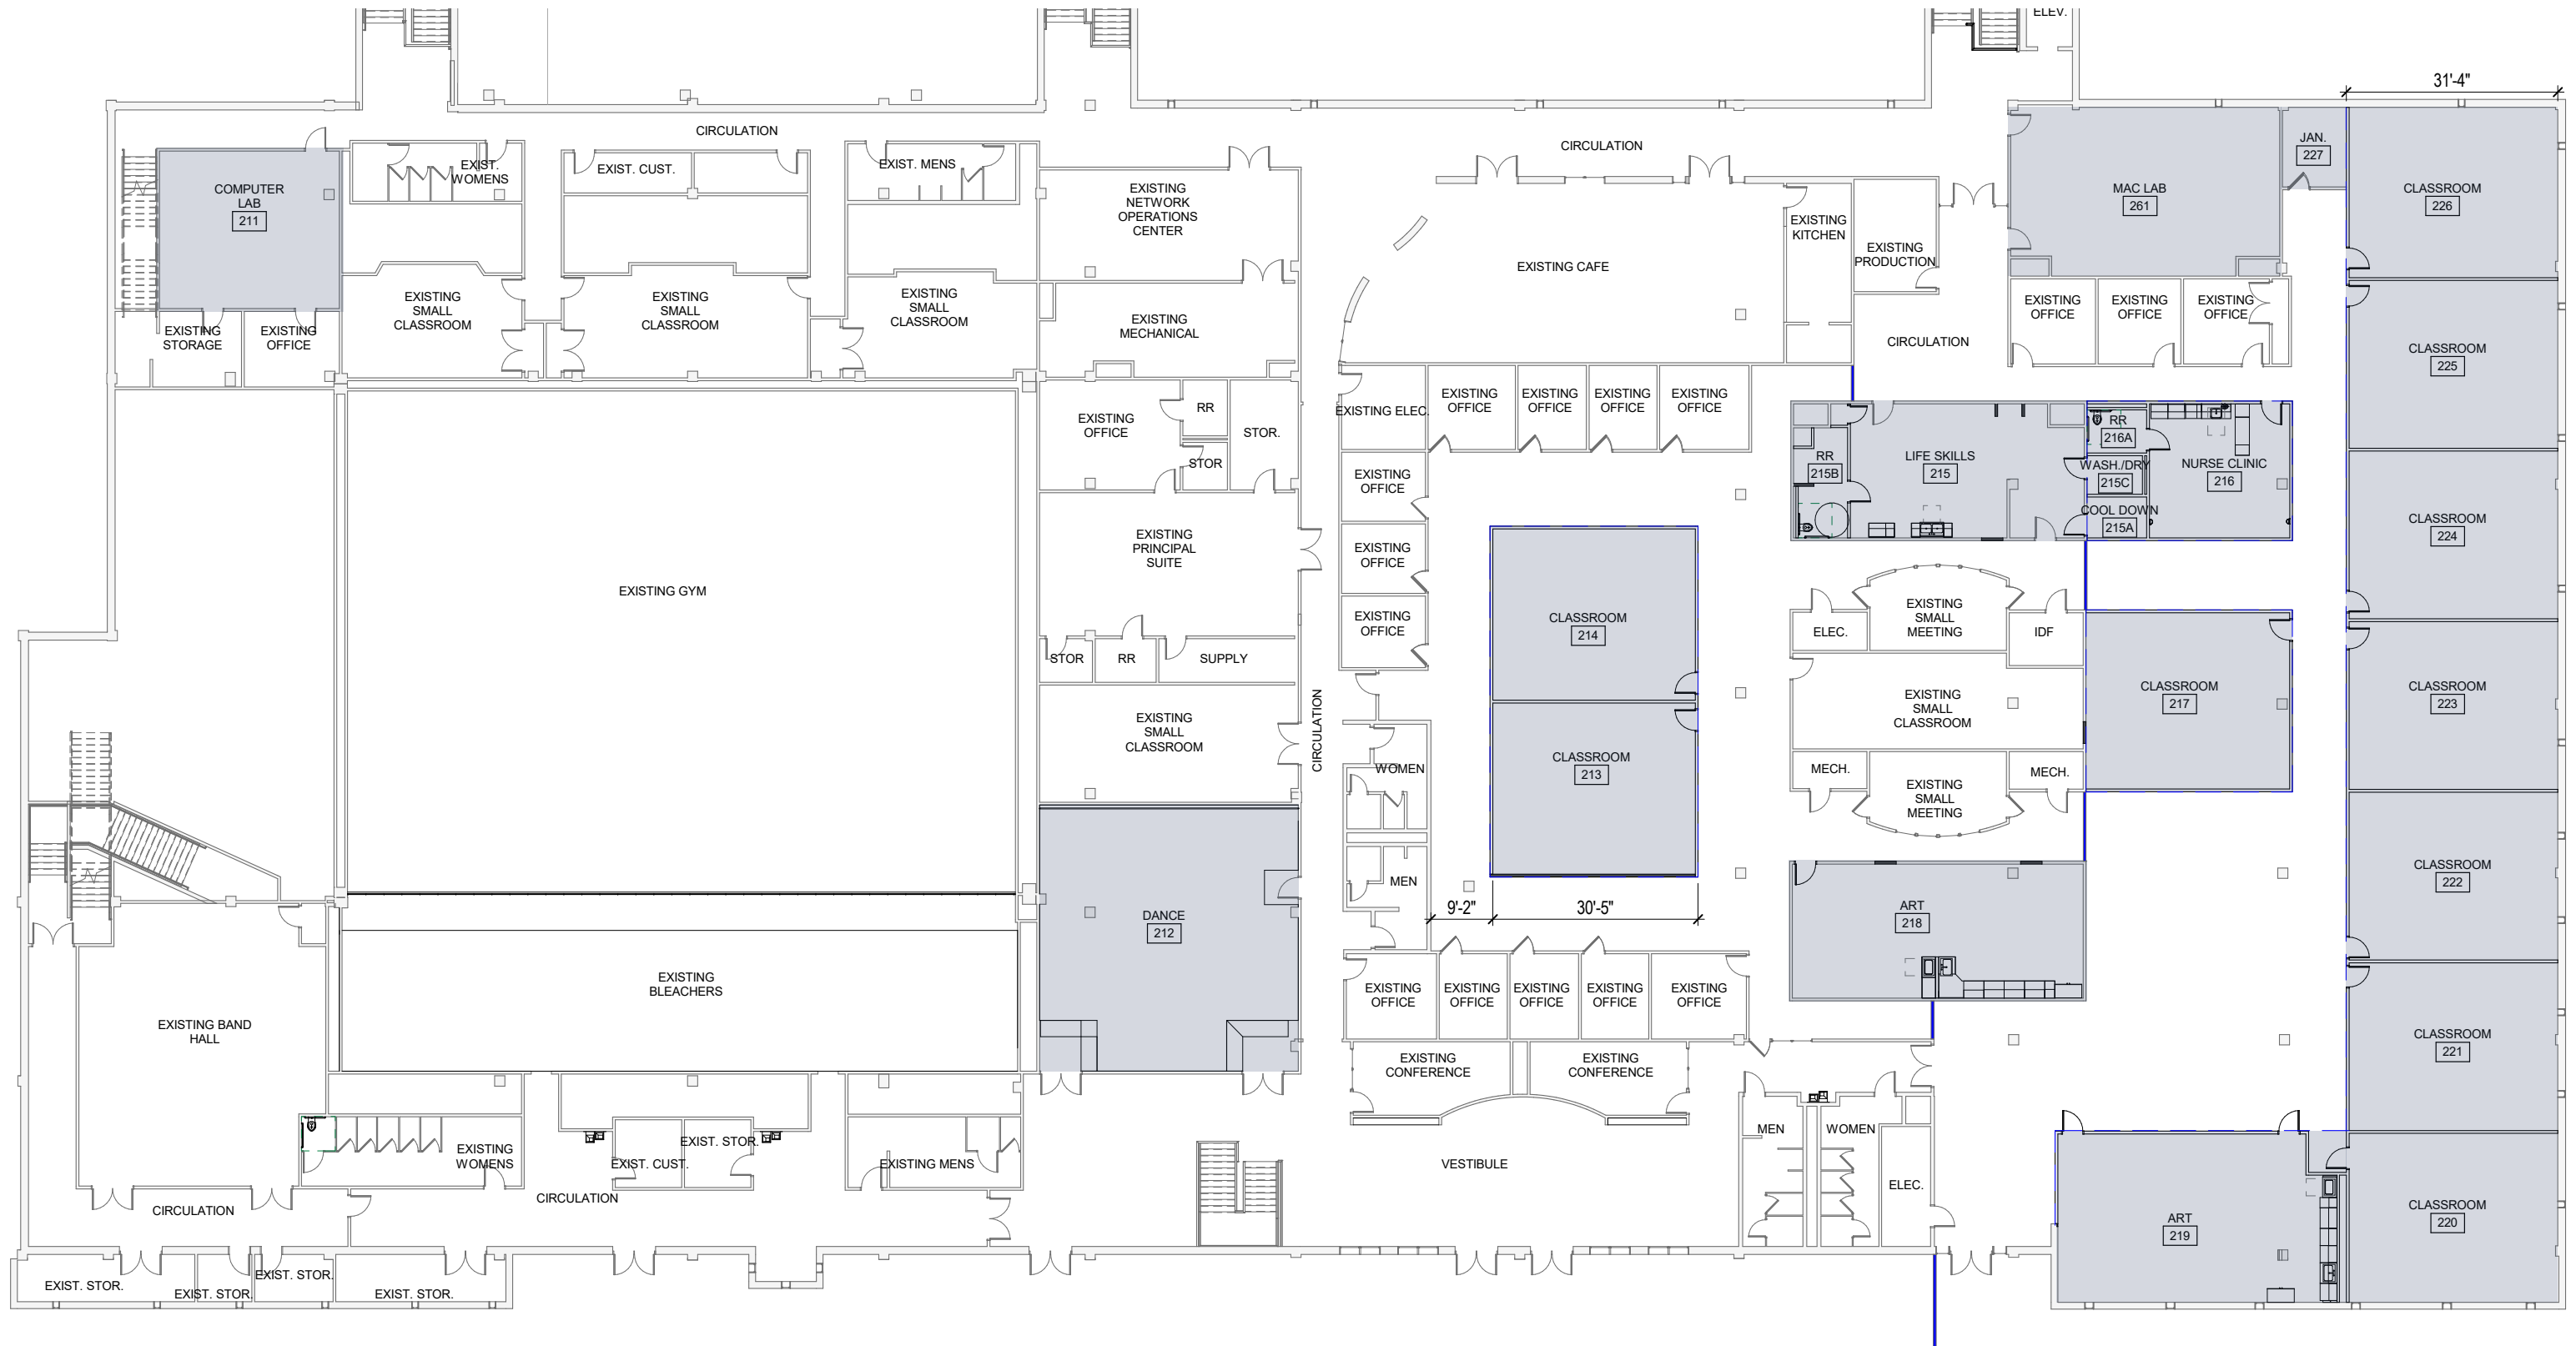 ELEV.
31'-4"
CIRCULATION
CIRCULATION
JAN.
227
EXIST.
WOMENS
EXIST. CUST.
EXIST. MENS
COMPUTER
LAB
211
EXISTING
NETWORK
OPERATIONS
CENTER
MAC LAB
261
CLASSROOM
226
EXISTING
KITCHEN
EXISTING
PRODUCTION
EXISTING CAFE
EXISTING
SMALL
CLASSROOM
EXISTING
SMALL
CLASSROOM
EXISTING
SMALL
CLASSROOM
EXISTING
STORAGE
EXISTING
OFFICE
EXISTING
MECHANICAL
CIRCULATION
EXISTING
OFFICE
EXISTING
OFFICE
EXISTING
OFFICE
CLASSROOM
225
EXISTING
OFFICE
RR
STOR
STOR.
EXISTING ELEC.
EXISTING
OFFICE
EXISTING
OFFICE
EXISTING
OFFICE
EXISTING
OFFICE
EXISTING
OFFICE
RR
215B
LIFE SKILLS
215
RR
216A
WASH./DRY
215C
COOL DOWN
215A
NURSE CLINIC
216
CLASSROOM
224
EXISTING
PRINCIPAL
SUITE
EXISTING
OFFICE
EXISTING GYM
EXISTING
OFFICE
CLASSROOM
214
ELEC.
EXISTING
SMALL
MEETING
IDF
STOR
RR
SUPPLY
EXISTING
SMALL
CLASSROOM
CLASSROOM
217
CLASSROOM
223
EXISTING
SMALL
CLASSROOM
CIRCULATION
WOMEN
CLASSROOM
213
MECH.
EXISTING
SMALL
MEETING
MECH.
MEN
CLASSROOM
222
DANCE
212
9'-2"
30'-5"
ART
218
EXISTING
BLEACHERS
EXISTING
OFFICE
EXISTING
OFFICE
EXISTING
OFFICE
EXISTING
OFFICE
EXISTING
OFFICE
EXISTING BAND
HALL
CLASSROOM
221
EXISTING
CONFERENCE
EXISTING
CONFERENCE
EXISTING
WOMENS
EXIST. STOR.
EXIST. CUST.
EXISTING MENS
VESTIBULE
MEN
WOMEN
ELEC.
CIRCULATION
CIRCULATION
ART
219
CLASSROOM
220
EXIST. STOR.
EXIST. STOR.
EXIST. STOR.
EXIST. STOR.